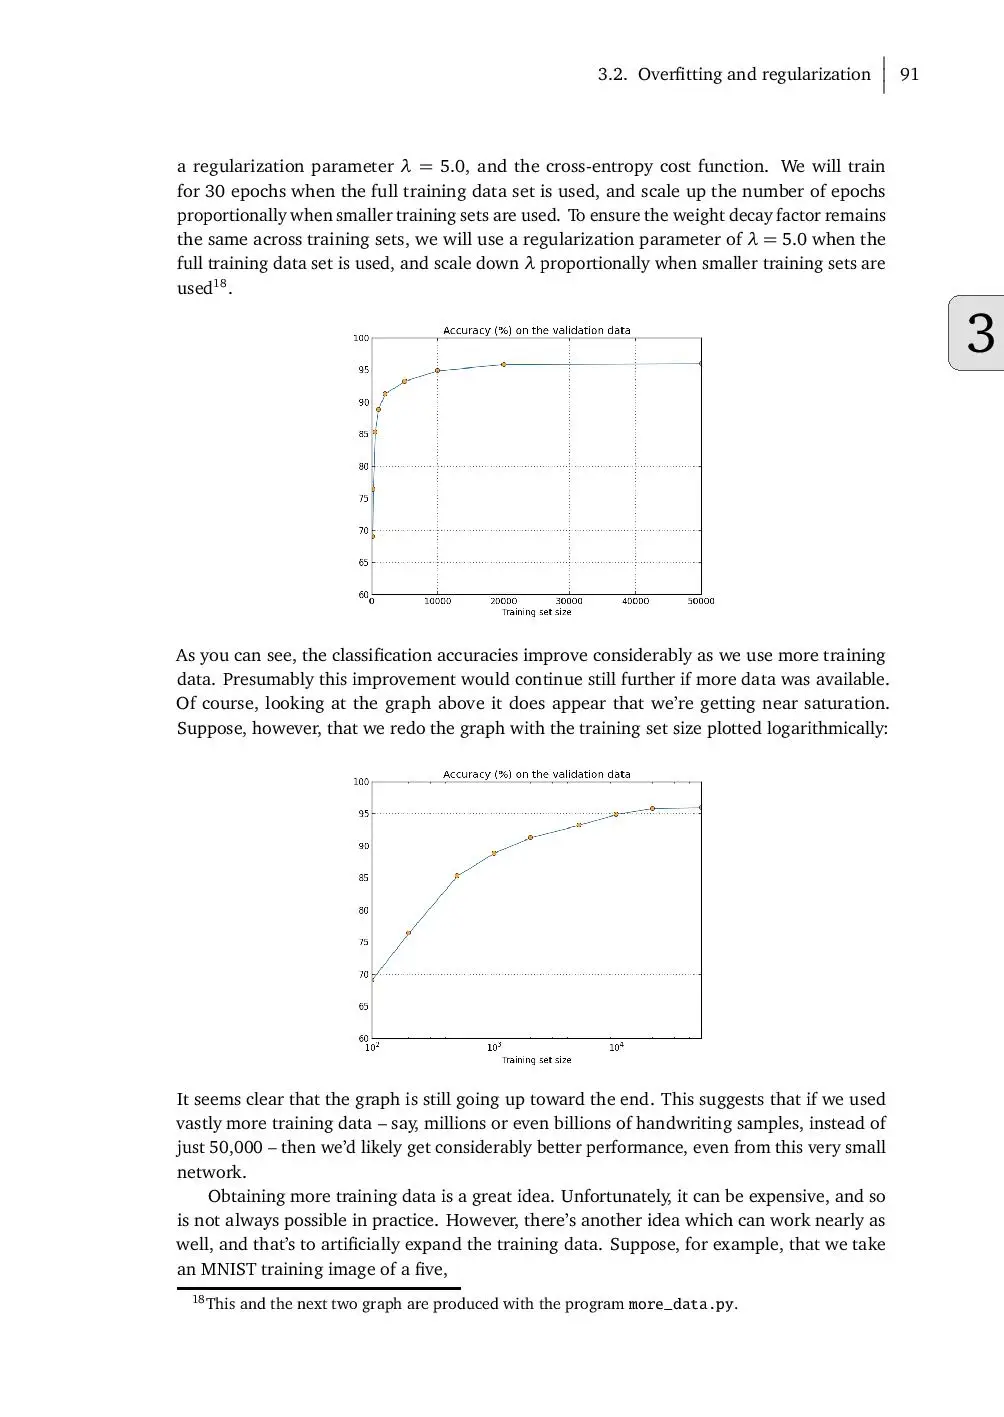 3.2. Overfitting and regularization 91
a regularization parameter λ = 5.0, and the cross-entropy cost function. We will train
for 30 epochs when the full training data set is used, and scale up the number of epochs
proportionally when smaller training sets are used. To ensure the weight decay factor remains
the same across training sets, we will use a regularization parameter of λ = 5.0 when the
full training data set is used, and scale down λ proportionally when smaller training sets are
used¹⁸.
3
Accuracy (%) on the validation data
100
95
90
85
80
75
70
65
60
0 10000 20000 30000 40000 50000
Training set size
As you can see, the classification accuracies improve considerably as we use more training
data. Presumably this improvement would continue still further if more data was available.
Of course, looking at the graph above it does appear that we're getting near saturation.
Suppose, however, that we redo the graph with the training set size plotted logarithmically:
Accuracy (%) on the validation data
100
95
90
85
80
75
70
65
60
10² 10³ 10⁴
Training set size
It seems clear that the graph is still going up toward the end. This suggests that if we used
vastly more training data – say, millions or even billions of handwriting samples, instead of
just 50,000 – then we'd likely get considerably better performance, even from this very small
network.
Obtaining more training data is a great idea. Unfortunately, it can be expensive, and so
is not always possible in practice. However, there's another idea which can work nearly as
well, and that's to artificially expand the training data. Suppose, for example, that we take
an MNIST training image of a five,
¹⁸This and the next two graph are produced with the program more_data.py.